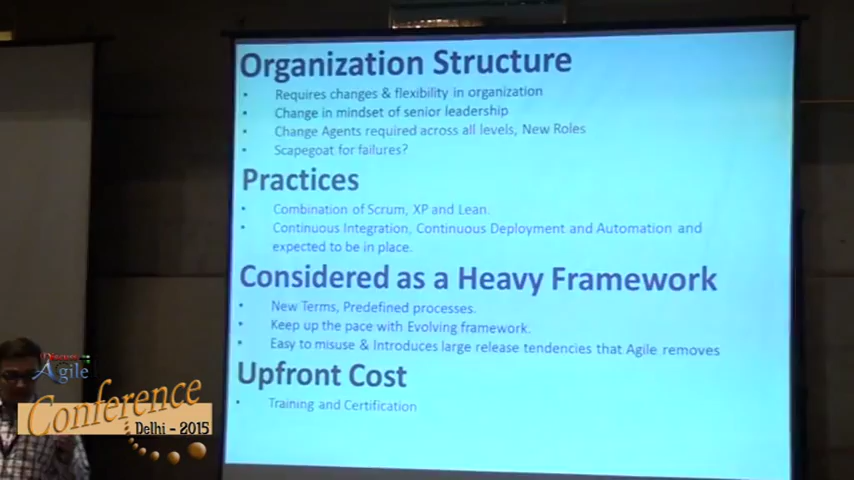 Organization Structure
• Requires changes & flexibility in organization
• Change in mindset of senior leadership
• Change Agents required across all levels, New Roles
• Scapegoat for failures?
Practices
• Combination of Scrum, XP and Lean.
• Continuous Integration, Continuous Deployment and Automation and
expected to be in place.
Considered as a Heavy Framework
• New Terms, Predefined processes.
• Keep up the pace with Evolving framework.
• Easy to misuse & Introduces large release tendencies that Agile removes
Upfront Cost
• Training and Certification
Agile
Conference
Delhi - 2015